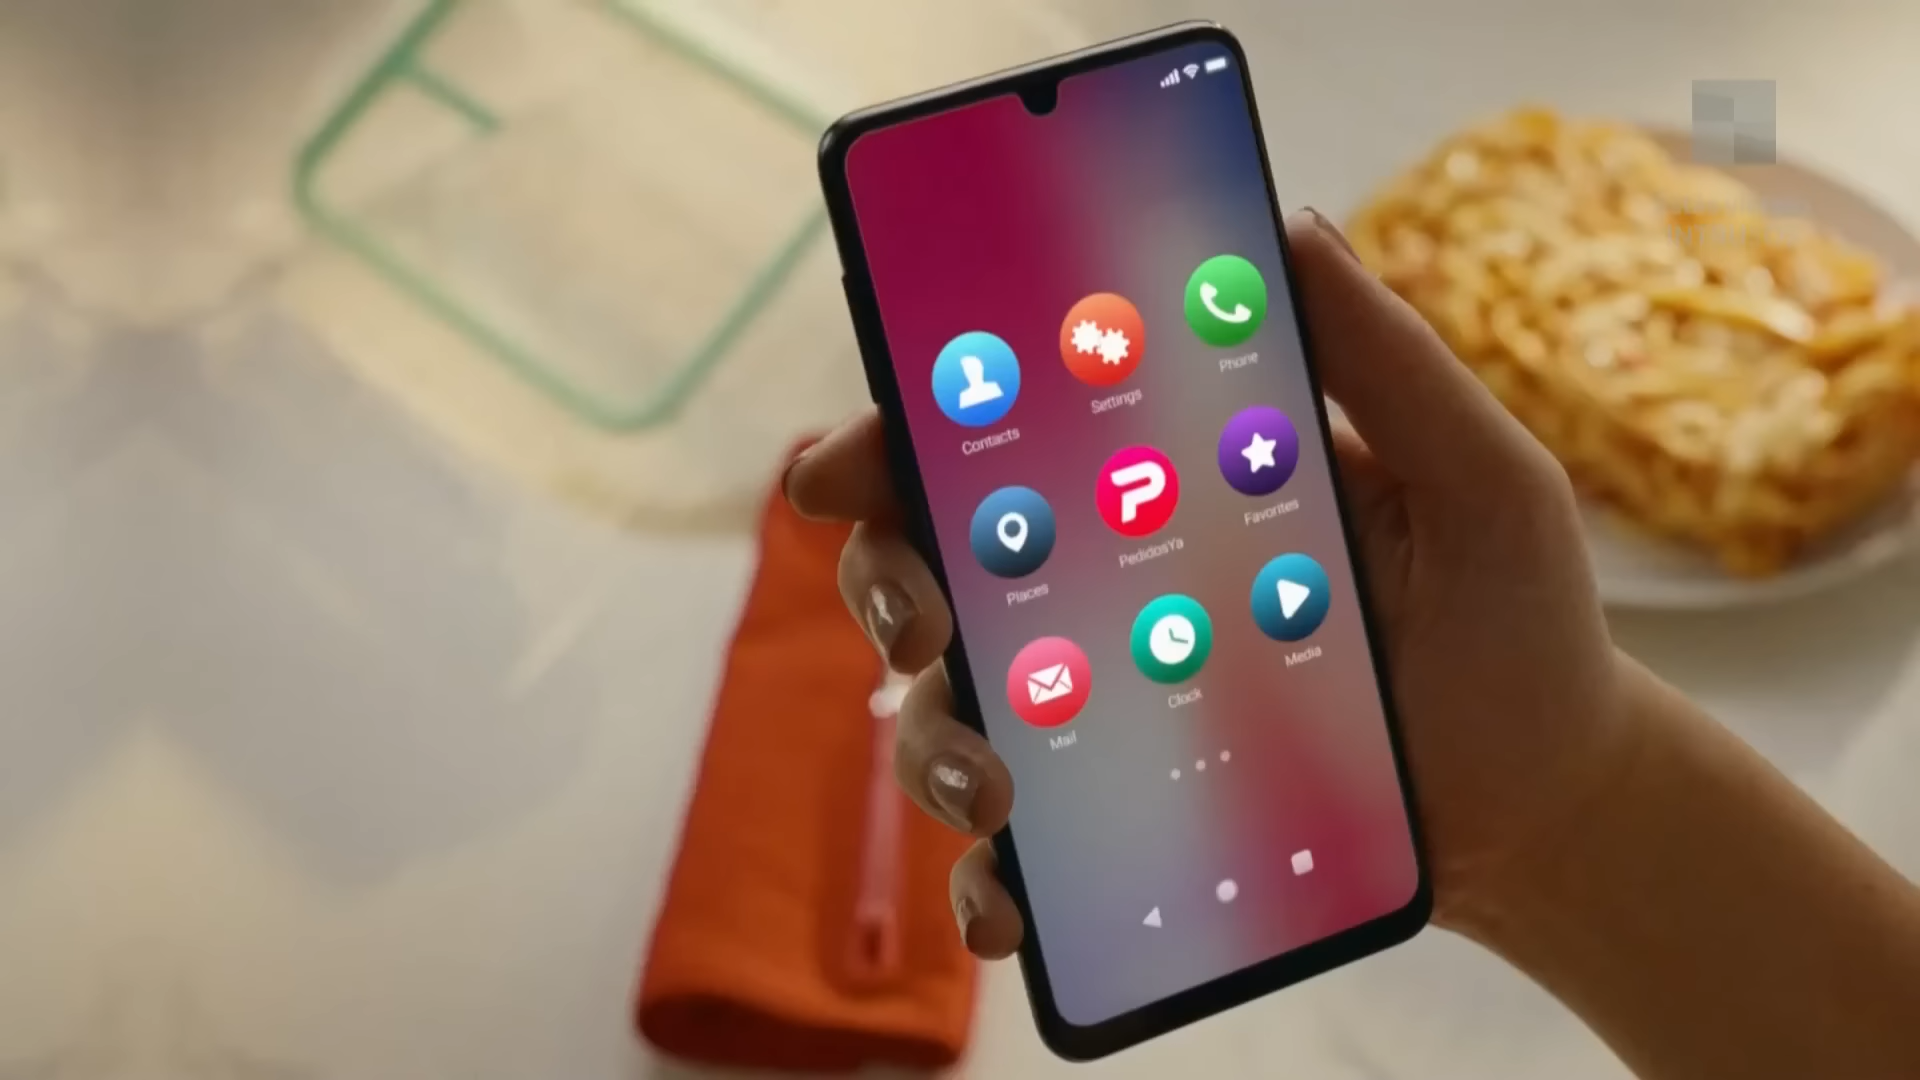 Contacts
Settings
Phone
Places
PedidosYa
Favorites
Mail
Clock
Media